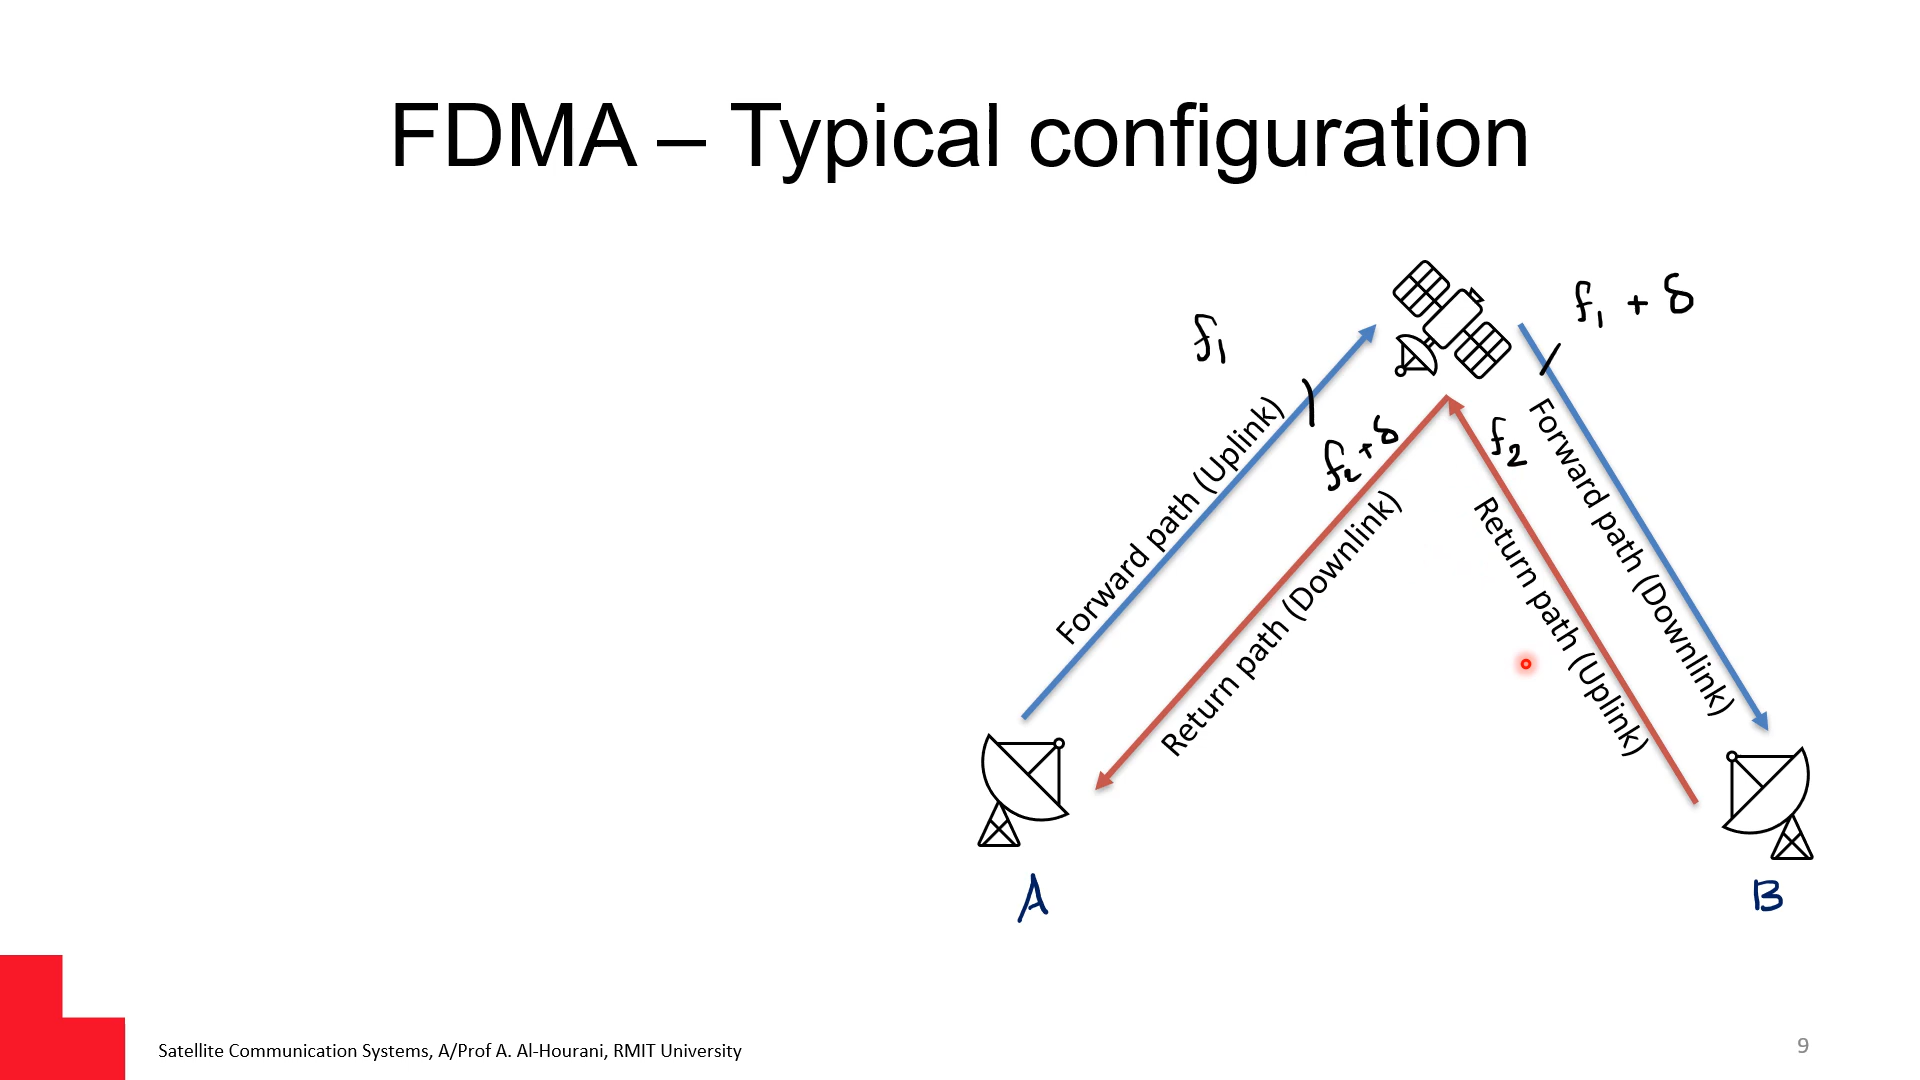 FDMA – Typical configuration
f₁ + δ
f₁
Forward path (Uplink)
f₂ + δ
f₂
Forward path (Downlink)
Return path (Downlink)
Return path (Uplink)
A
B
Satellite Communication Systems, A/Prof A. Al-Hourani, RMIT University
9